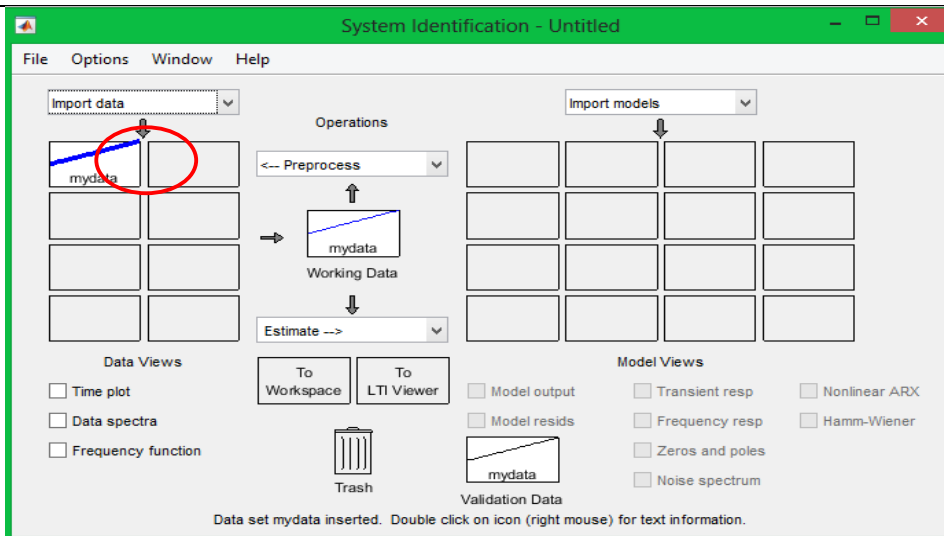 System Identification - Untitled
File Options Window Help
Import data
Import models
Operations
mydata
<-- Preprocess
mydata
Working Data
Estimate -->
Data Views
Time plot
Data spectra
Frequency function
To Workspace
To LTI Viewer
Trash
Model Views
Model output
Transient resp
Nonlinear ARX
Model resids
Frequency resp
Hamm-Wiener
Zeros and poles
Noise spectrum
mydata
Validation Data
Data set mydata inserted. Double click on icon (right mouse) for text information.